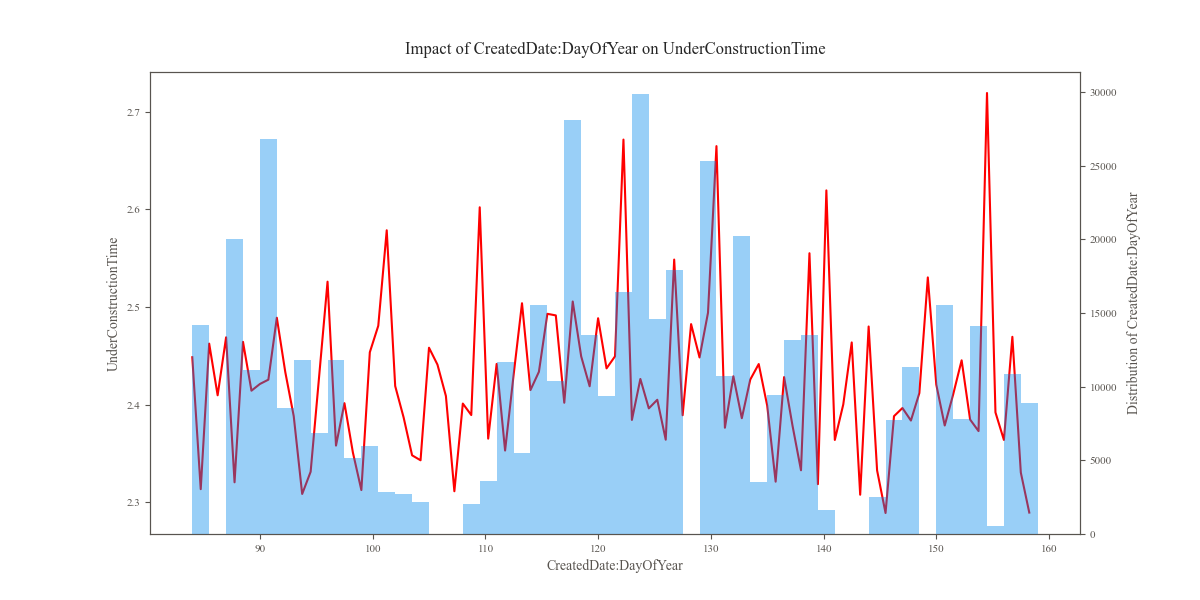 Impact of CreatedDate:DayOfYear on UnderConstructionTime
UnderConstructionTime
2.7
2.6
2.5
2.4
2.3
30000
25000
20000
15000
10000
5000
0
Distribution of CreatedDate:DayOfYear
90 100 110 120 130 140 150 160
CreatedDate:DayOfYear